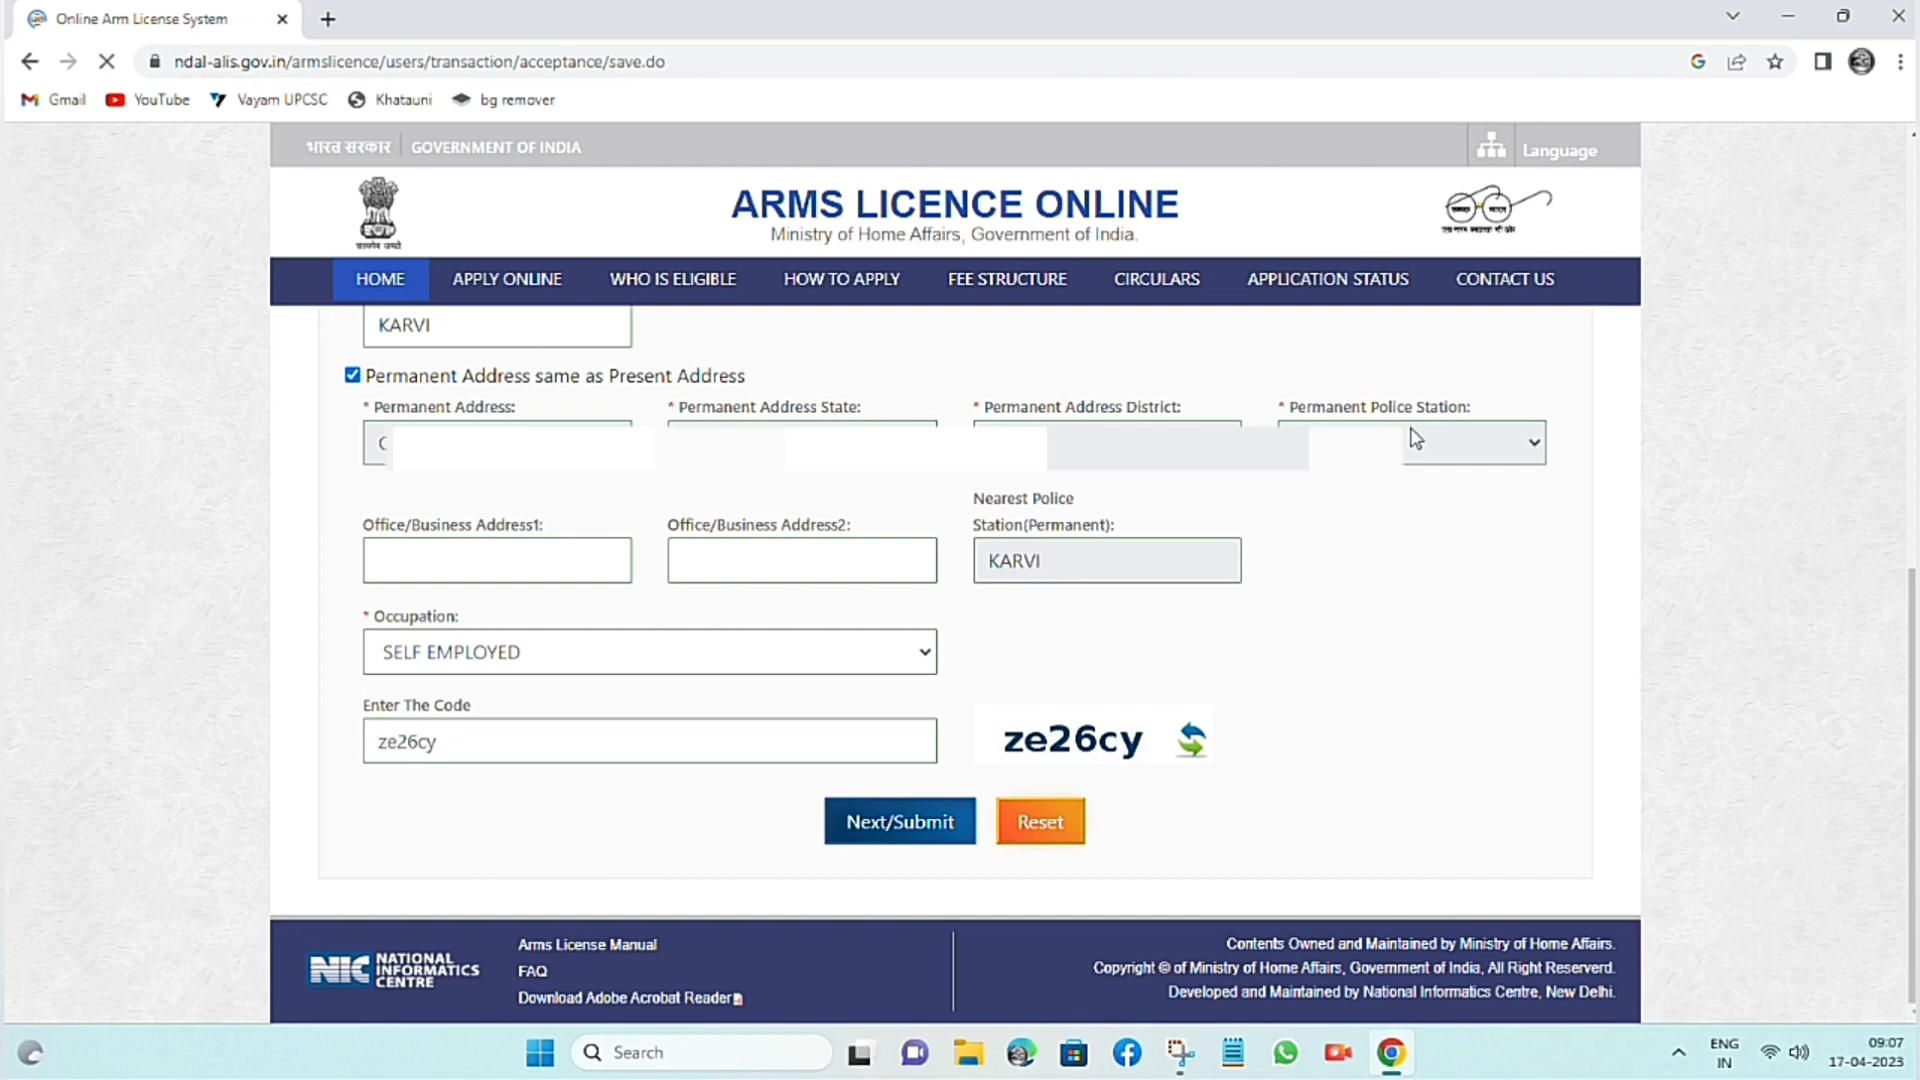 Online Arm License System
ndal-alis.gov.in/armslicence/users/transaction/acceptance/save.do
Gmail
YouTube
Vayam UPCSC
Khatauni
bg remover
भारत सरकार
GOVERNMENT OF INDIA
Language
ARMS LICENCE ONLINE
Ministry of Home Affairs, Government of India.
सत्यमेव जयते
HOME
APPLY ONLINE
WHO IS ELIGIBLE
HOW TO APPLY
FEE STRUCTURE
CIRCULARS
APPLICATION STATUS
CONTACT US
KARVI
Permanent Address same as Present Address
* Permanent Address:
* Permanent Address State:
* Permanent Address District:
* Permanent Police Station:
Office/Business Address1:
Office/Business Address2:
Nearest Police
Station(Permanent):
KARVI
* Occupation:
SELF EMPLOYED
Enter The Code
ze26cy
ze26cy
Next/Submit
Reset
NIC NATIONAL
INFORMATICS
CENTRE
Arms License Manual
FAQ
Download Adobe Acrobat Reader
Contents Owned and Maintained by Ministry of Home Affairs.
Copyright © of Ministry of Home Affairs, Government of India, All Right Reserverd.
Developed and Maintained by National Informatics Centre, New Delhi.
Search
ENG
IN
09:07
17-04-2023